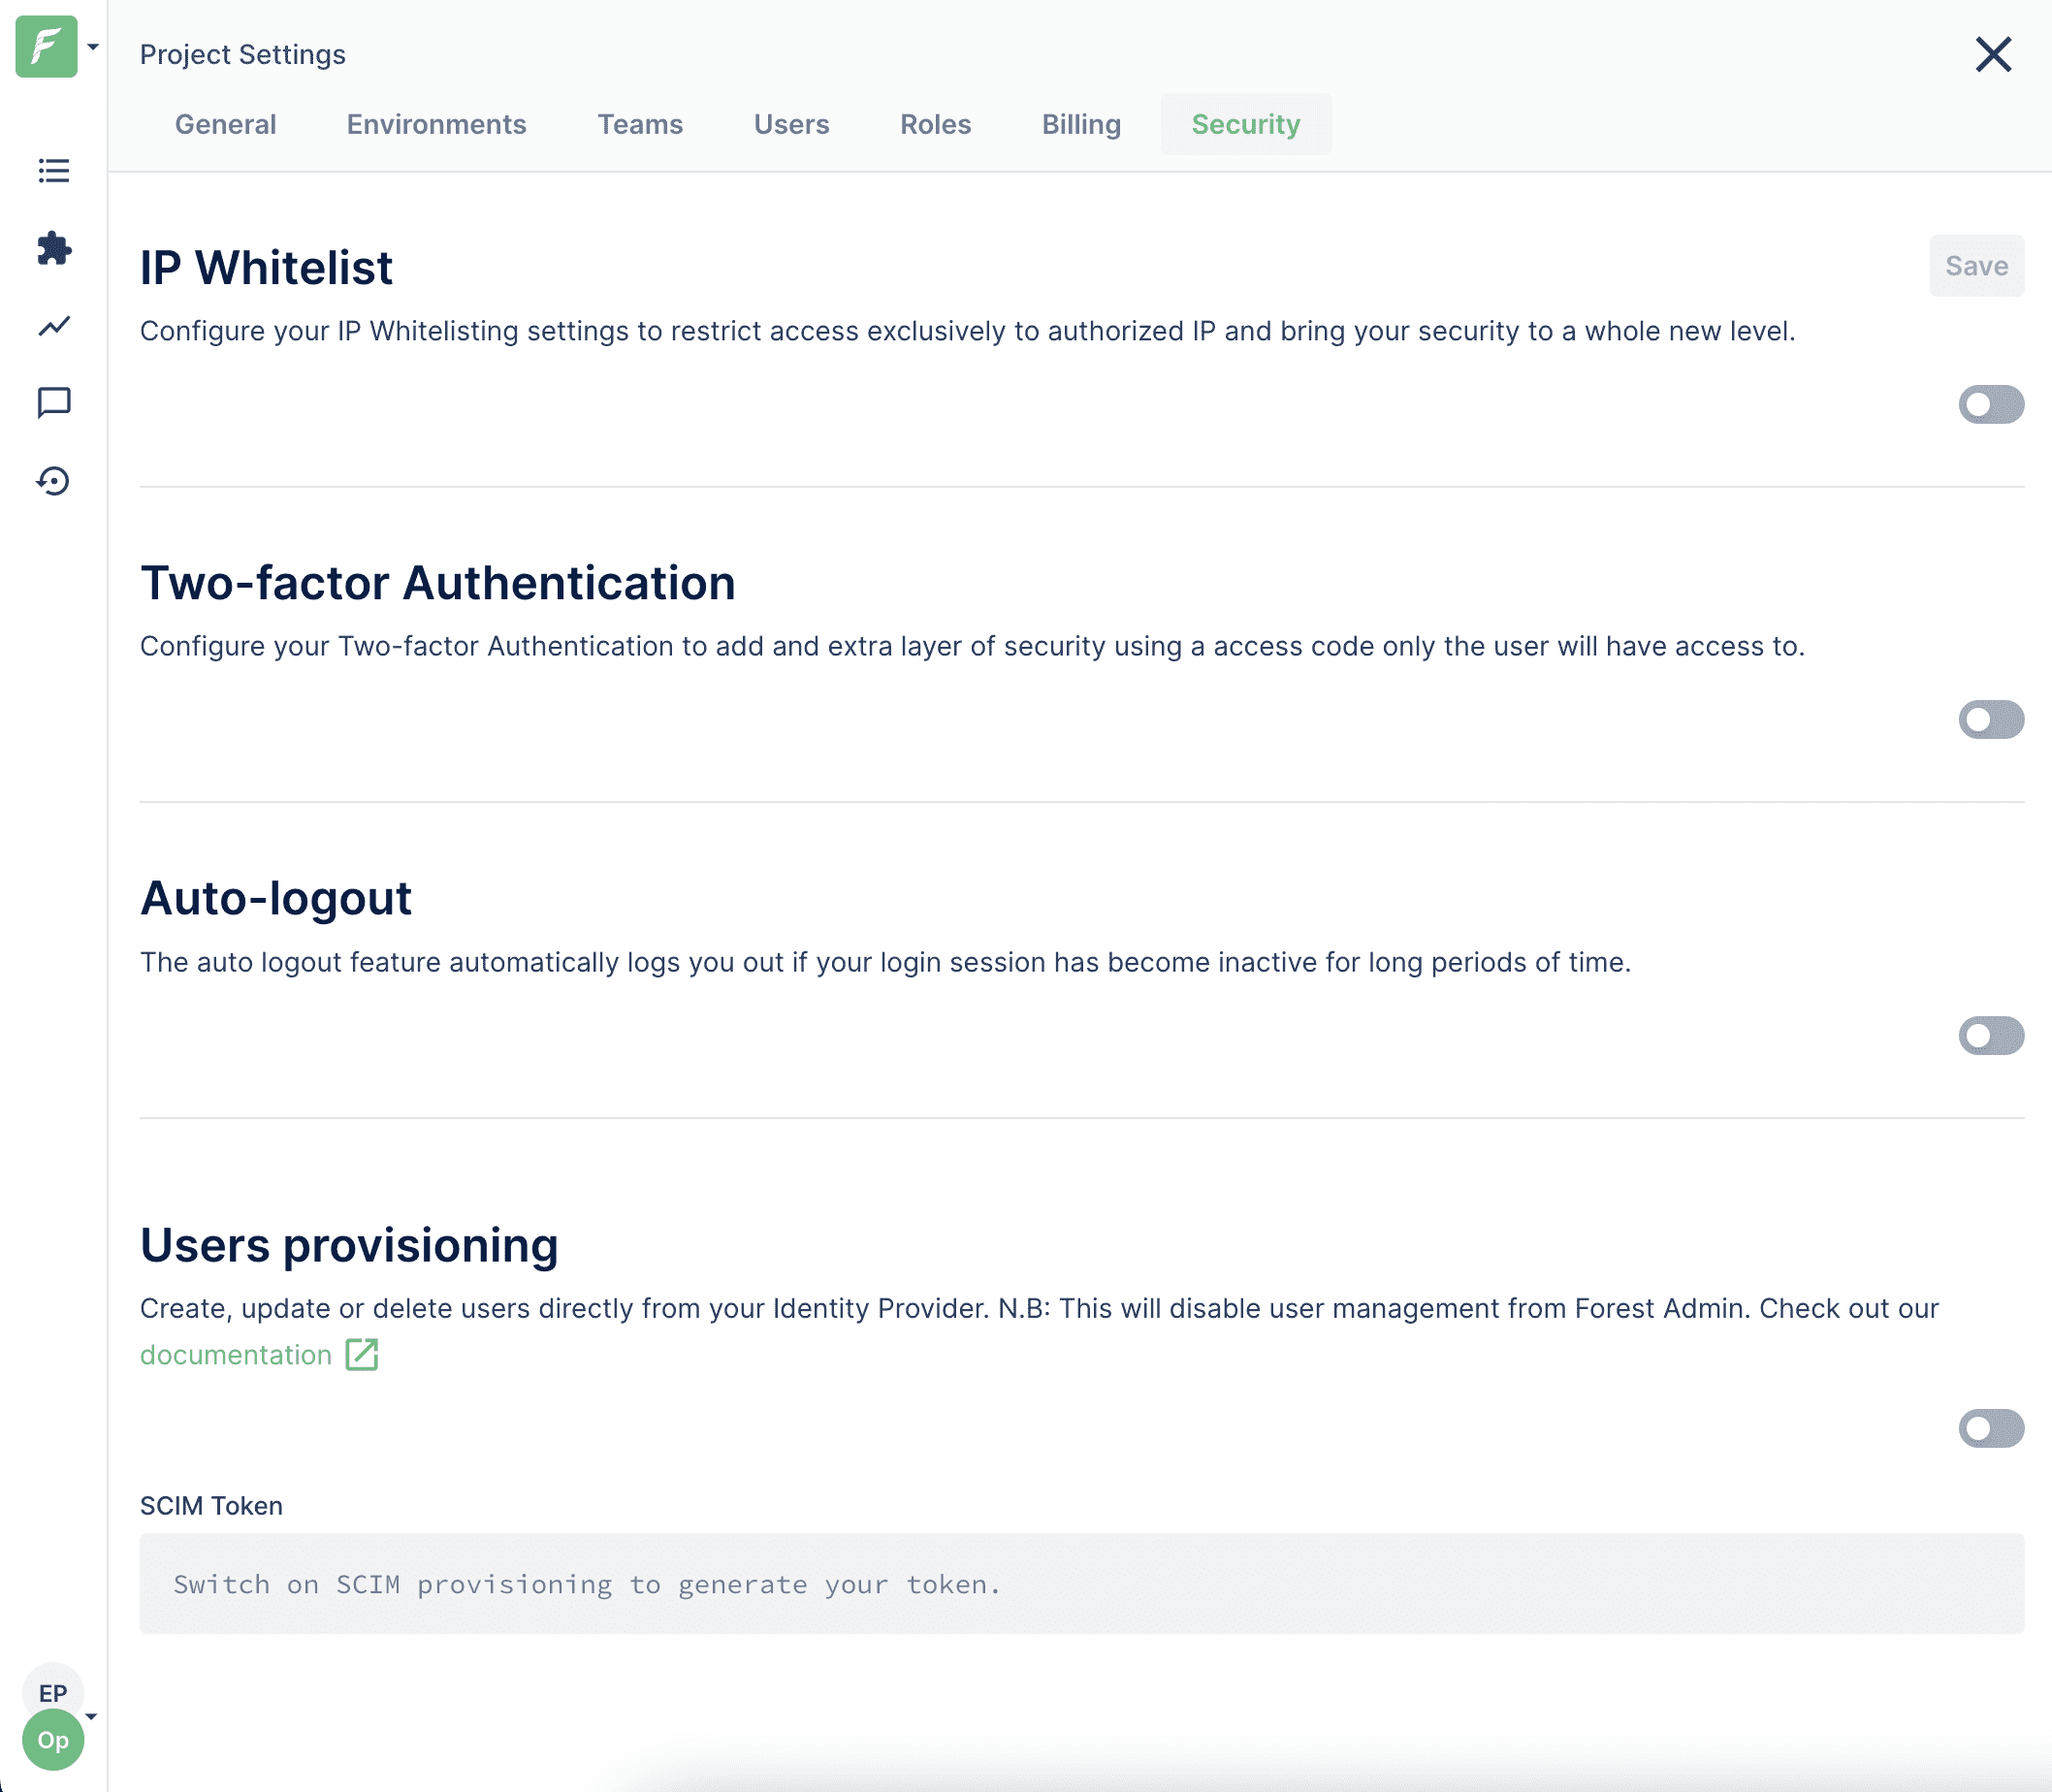 Project Settings
General Environments Teams Users Roles Billing Security
IP Whitelist
Save
Configure your IP Whitelisting settings to restrict access exclusively to authorized IP and bring your security to a whole new level.
Two-factor Authentication
Configure your Two-factor Authentication to add and extra layer of security using a access code only the user will have access to.
Auto-logout
The auto logout feature automatically logs you out if your login session has become inactive for long periods of time.
Users provisioning
Create, update or delete users directly from your Identity Provider. N.B: This will disable user management from Forest Admin. Check out our
documentation
SCIM Token
Switch on SCIM provisioning to generate your token.
EP
Op